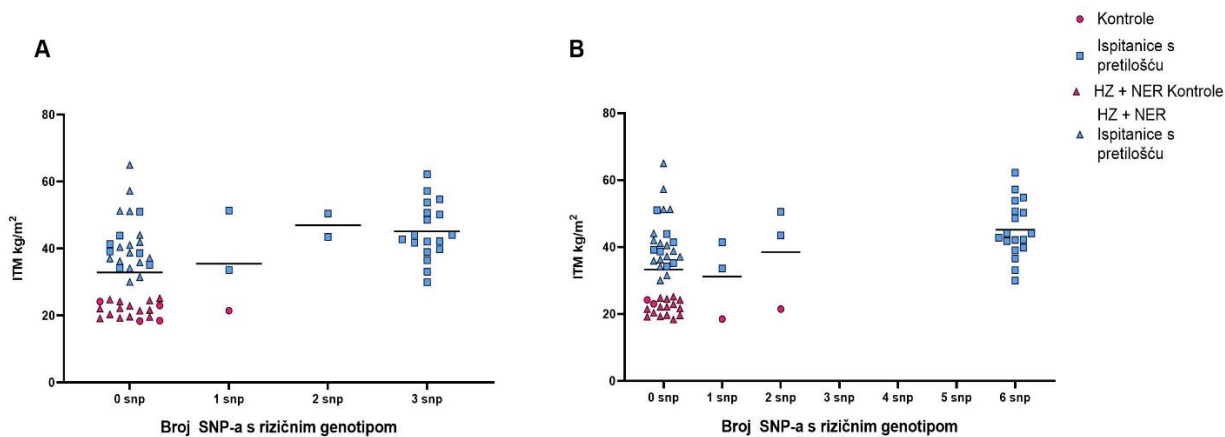 A
80
60
40
20
0
ITM kg/m²
0 snp 1 snp 2 snp 3 snp
Broj SNP-a s rizičnim genotipom
B
80
60
40
20
0
ITM kg/m²
0 snp 1 snp 2 snp 3 snp 4 snp 5 snp 6 snp
Broj SNP-a s rizičnim genotipom
Kontrole
Ispitanice s
pretilošću
HZ + NER Kontrole
HZ + NER
Ispitanice s
pretilošću